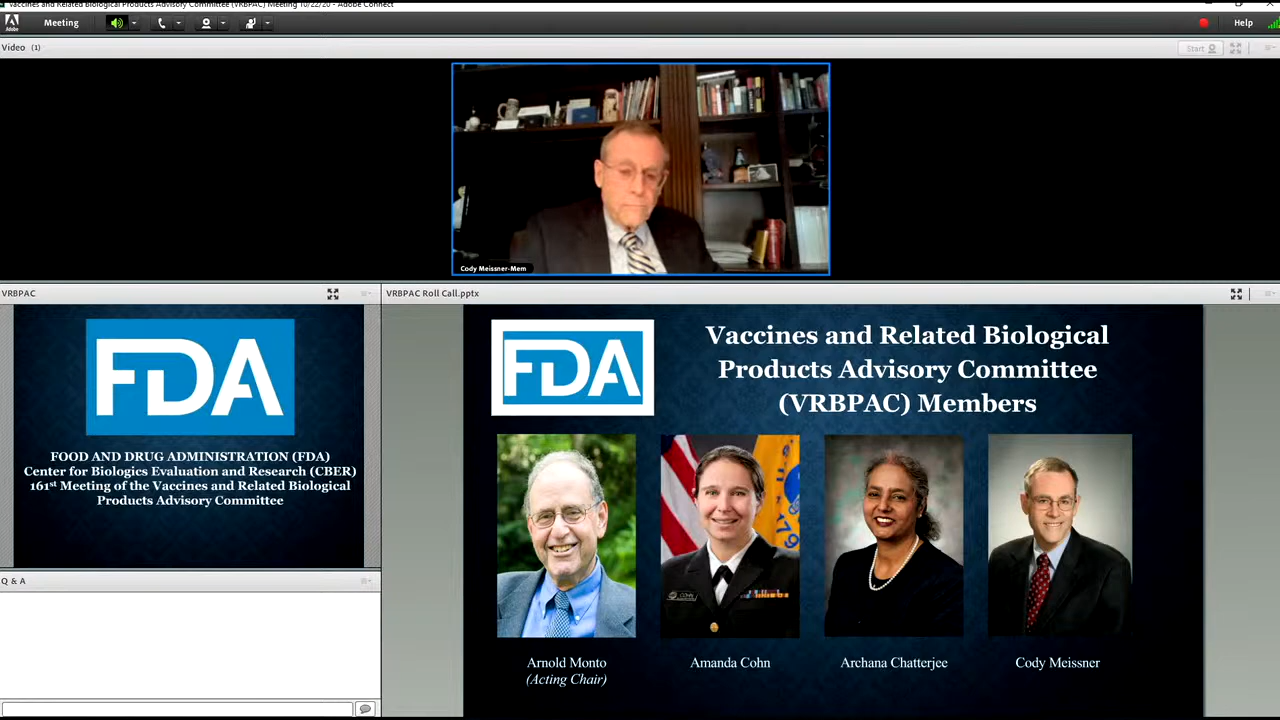 Vaccines and Related Biological Products Advisory Committee (VRBPAC) Meeting 10/22/20 - Adobe Connect
Adobe
Meeting
Help
Video (1)
Start
Cody Meissner-Mem
VRBPAC
FDA
FOOD AND DRUG ADMINISTRATION (FDA)
Center for Biologics Evaluation and Research (CBER)
161st Meeting of the Vaccines and Related Biological
Products Advisory Committee
Q & A
VRBPAC Roll Call.pptx
FDA
Vaccines and Related Biological
Products Advisory Committee
(VRBPAC) Members
COHN
Arnold Monto
(Acting Chair)
Amanda Cohn
Archana Chatterjee
Cody Meissner